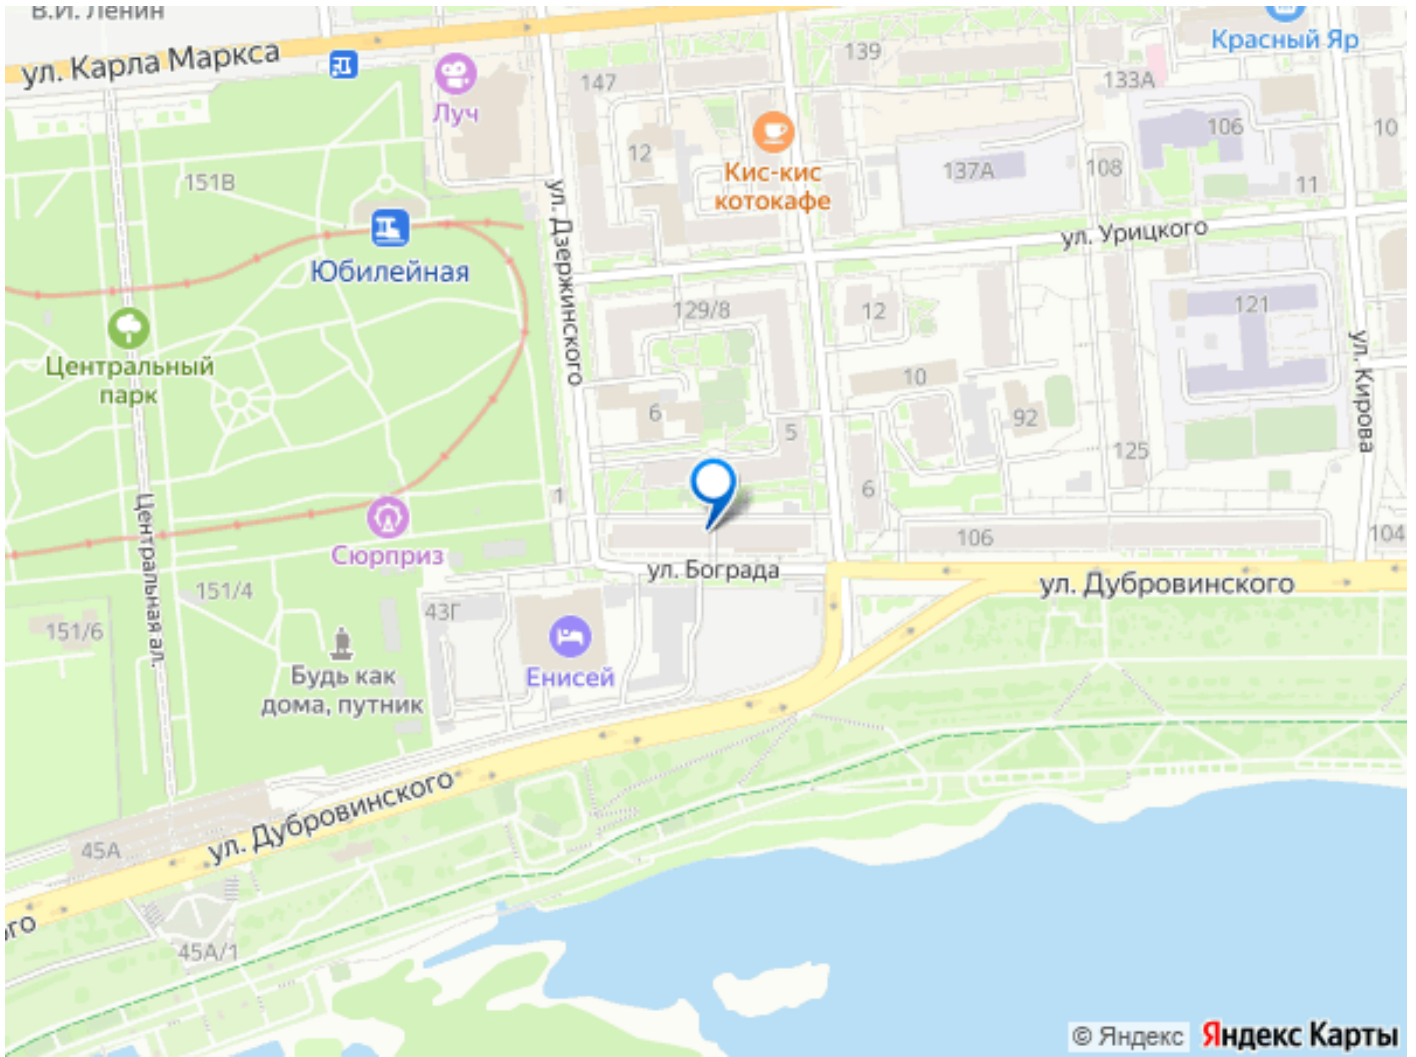 В.И. Ленин
ул. Карла Маркса
Луч
147
139
Красный Яр
133А
106
10
12
Кис-кис
котокафе
137А
108
11
151В
ул. Дзержинского
ул. Урицкого
Юбилейная
129/8
12
121
Центральный
парк
10
ул. Кирова
6
5
92
125
1
6
Центральная ал.
Сюрприз
106
104
ул. Бограда
ул. Дубровинского
151/4
43Г
151/6
Будь как
дома, путник
Енисей
ул. Дубровинского
45А
ого
45А/1
© Яндекс Яндекс Карты